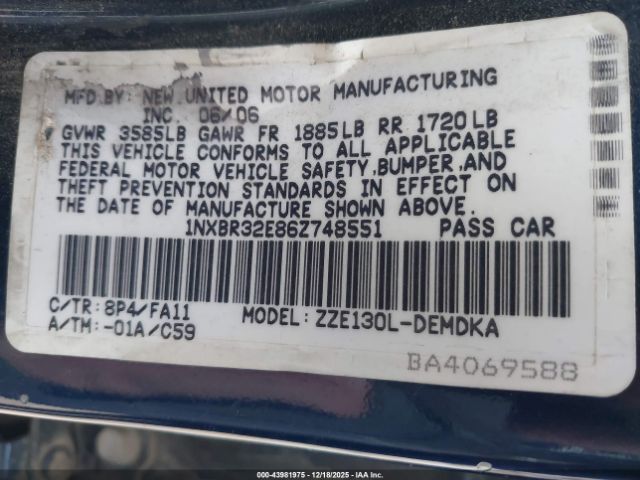 MFD BY: NEW UNITED MOTOR MANUFACTURING
INC. 06/06
GVWR 3585LB GAWR FR 1885LB RR 1720LB
THIS VEHICLE CONFORMS TO ALL APPLICABLE
FEDERAL MOTOR VEHICLE SAFETY, BUMPER, AND
THEFT PREVENTION STANDARDS IN EFFECT ON
THE DATE OF MANUFACTURE SHOWN ABOVE.
1NXBR32E86Z748551 PASS CAR
C/TR: 8P4/FA11 MODEL: ZZE130L-DEMDKA
A/TM: -01A/C59
BA4069588
000-43981975 - 12/18/2025 - IAA Inc.